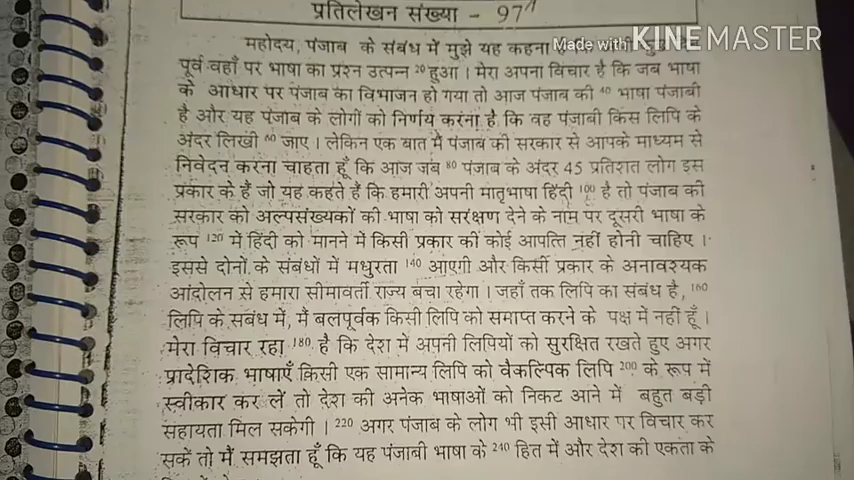 प्रतिलेखन संख्या - 97A
Made with KINEMASTER
महोदय, पंजाब के संबंध में मुझे यह कहना है
पूर्व वहाँ पर भाषा का प्रश्न उत्पन्न 20 हुआ । मेरा अपना विचार है कि जब भाषा
के आधार पर पंजाब का विभाजन हो गया तो आज पंजाब की 40 भाषा पंजाबी
है और यह पंजाब के लोगों को निर्णय करना है कि वह पंजाबी किस लिपि के
अंदर लिखी 60 जाए । लेकिन एक बात मैं पंजाब की सरकार से आपके माध्यम से
निवेदन करना चाहता हूँ कि आज जब 80 पंजाब के अंदर 45 प्रतिशत लोग इस
प्रकार के हैं जो यह कहते हैं कि हमारी अपनी मातृभाषा हिंदी 100 है तो पंजाब की
सरकार को अल्पसंख्यकों की भाषा को संरक्षण देने के नाम पर दूसरी भाषा के
रूप 120 में हिंदी को मानने में किसी प्रकार की कोई आपत्ति नहीं होनी चाहिए ।
इससे दोनों के संबंधों में मधुरता 140 आएगी और किसी प्रकार के अनावश्यक
आंदोलन से हमारा सीमावर्ती राज्य बचा रहेगा । जहाँ तक लिपि का संबंध है, 160
लिपि के संबंध में, मैं बलपूर्वक किसी लिपि को समाप्त करने के पक्ष में नहीं हूँ ।
मेरा विचार रहा 180 है कि देश में अपनी लिपियों को सुरक्षित रखते हुए अगर
प्रादेशिक भाषाएँ किसी एक सामान्य लिपि को वैकल्पिक लिपि 200 के रूप में
स्वीकार कर लें तो देश की अनेक भाषाओं को निकट आने में बहुत बड़ी
सहायता मिल सकेगी । 220 अगर पंजाब के लोग भी इसी आधार पर विचार कर
सकें तो मैं समझता हूँ कि यह पंजाबी भाषा के 240 हित में और देश की एकता के